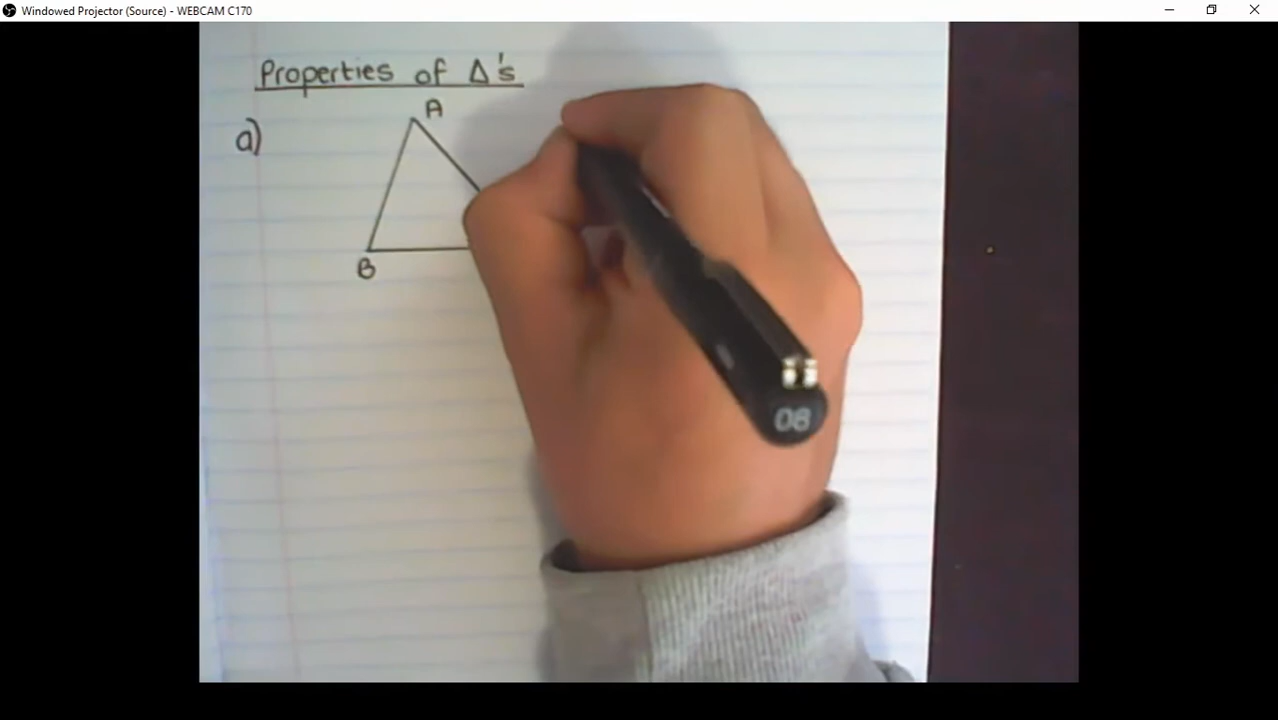 Windowed Projector (Source) - WEBCAM C170
Properties of Δ's
a)
A
B
08